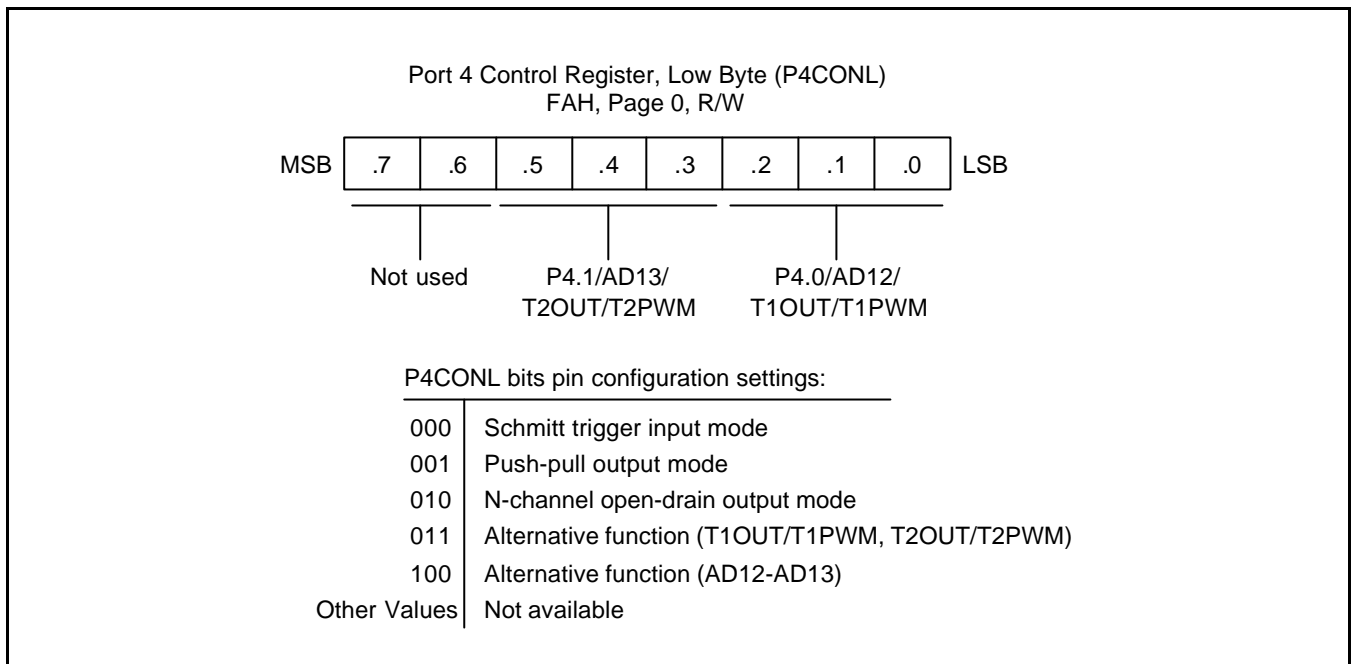 Port 4 Control Register, Low Byte (P4CONL)
FAH, Page 0, R/W
MSB .7 .6 .5 .4 .3 .2 .1 .0 LSB
Not used P4.1/AD13/ P4.0/AD12/
T2OUT/T2PWM T1OUT/T1PWM
P4CONL bits pin configuration settings:
000 Schmitt trigger input mode
001 Push-pull output mode
010 N-channel open-drain output mode
011 Alternative function (T1OUT/T1PWM, T2OUT/T2PWM)
100 Alternative function (AD12-AD13)
Other Values Not available